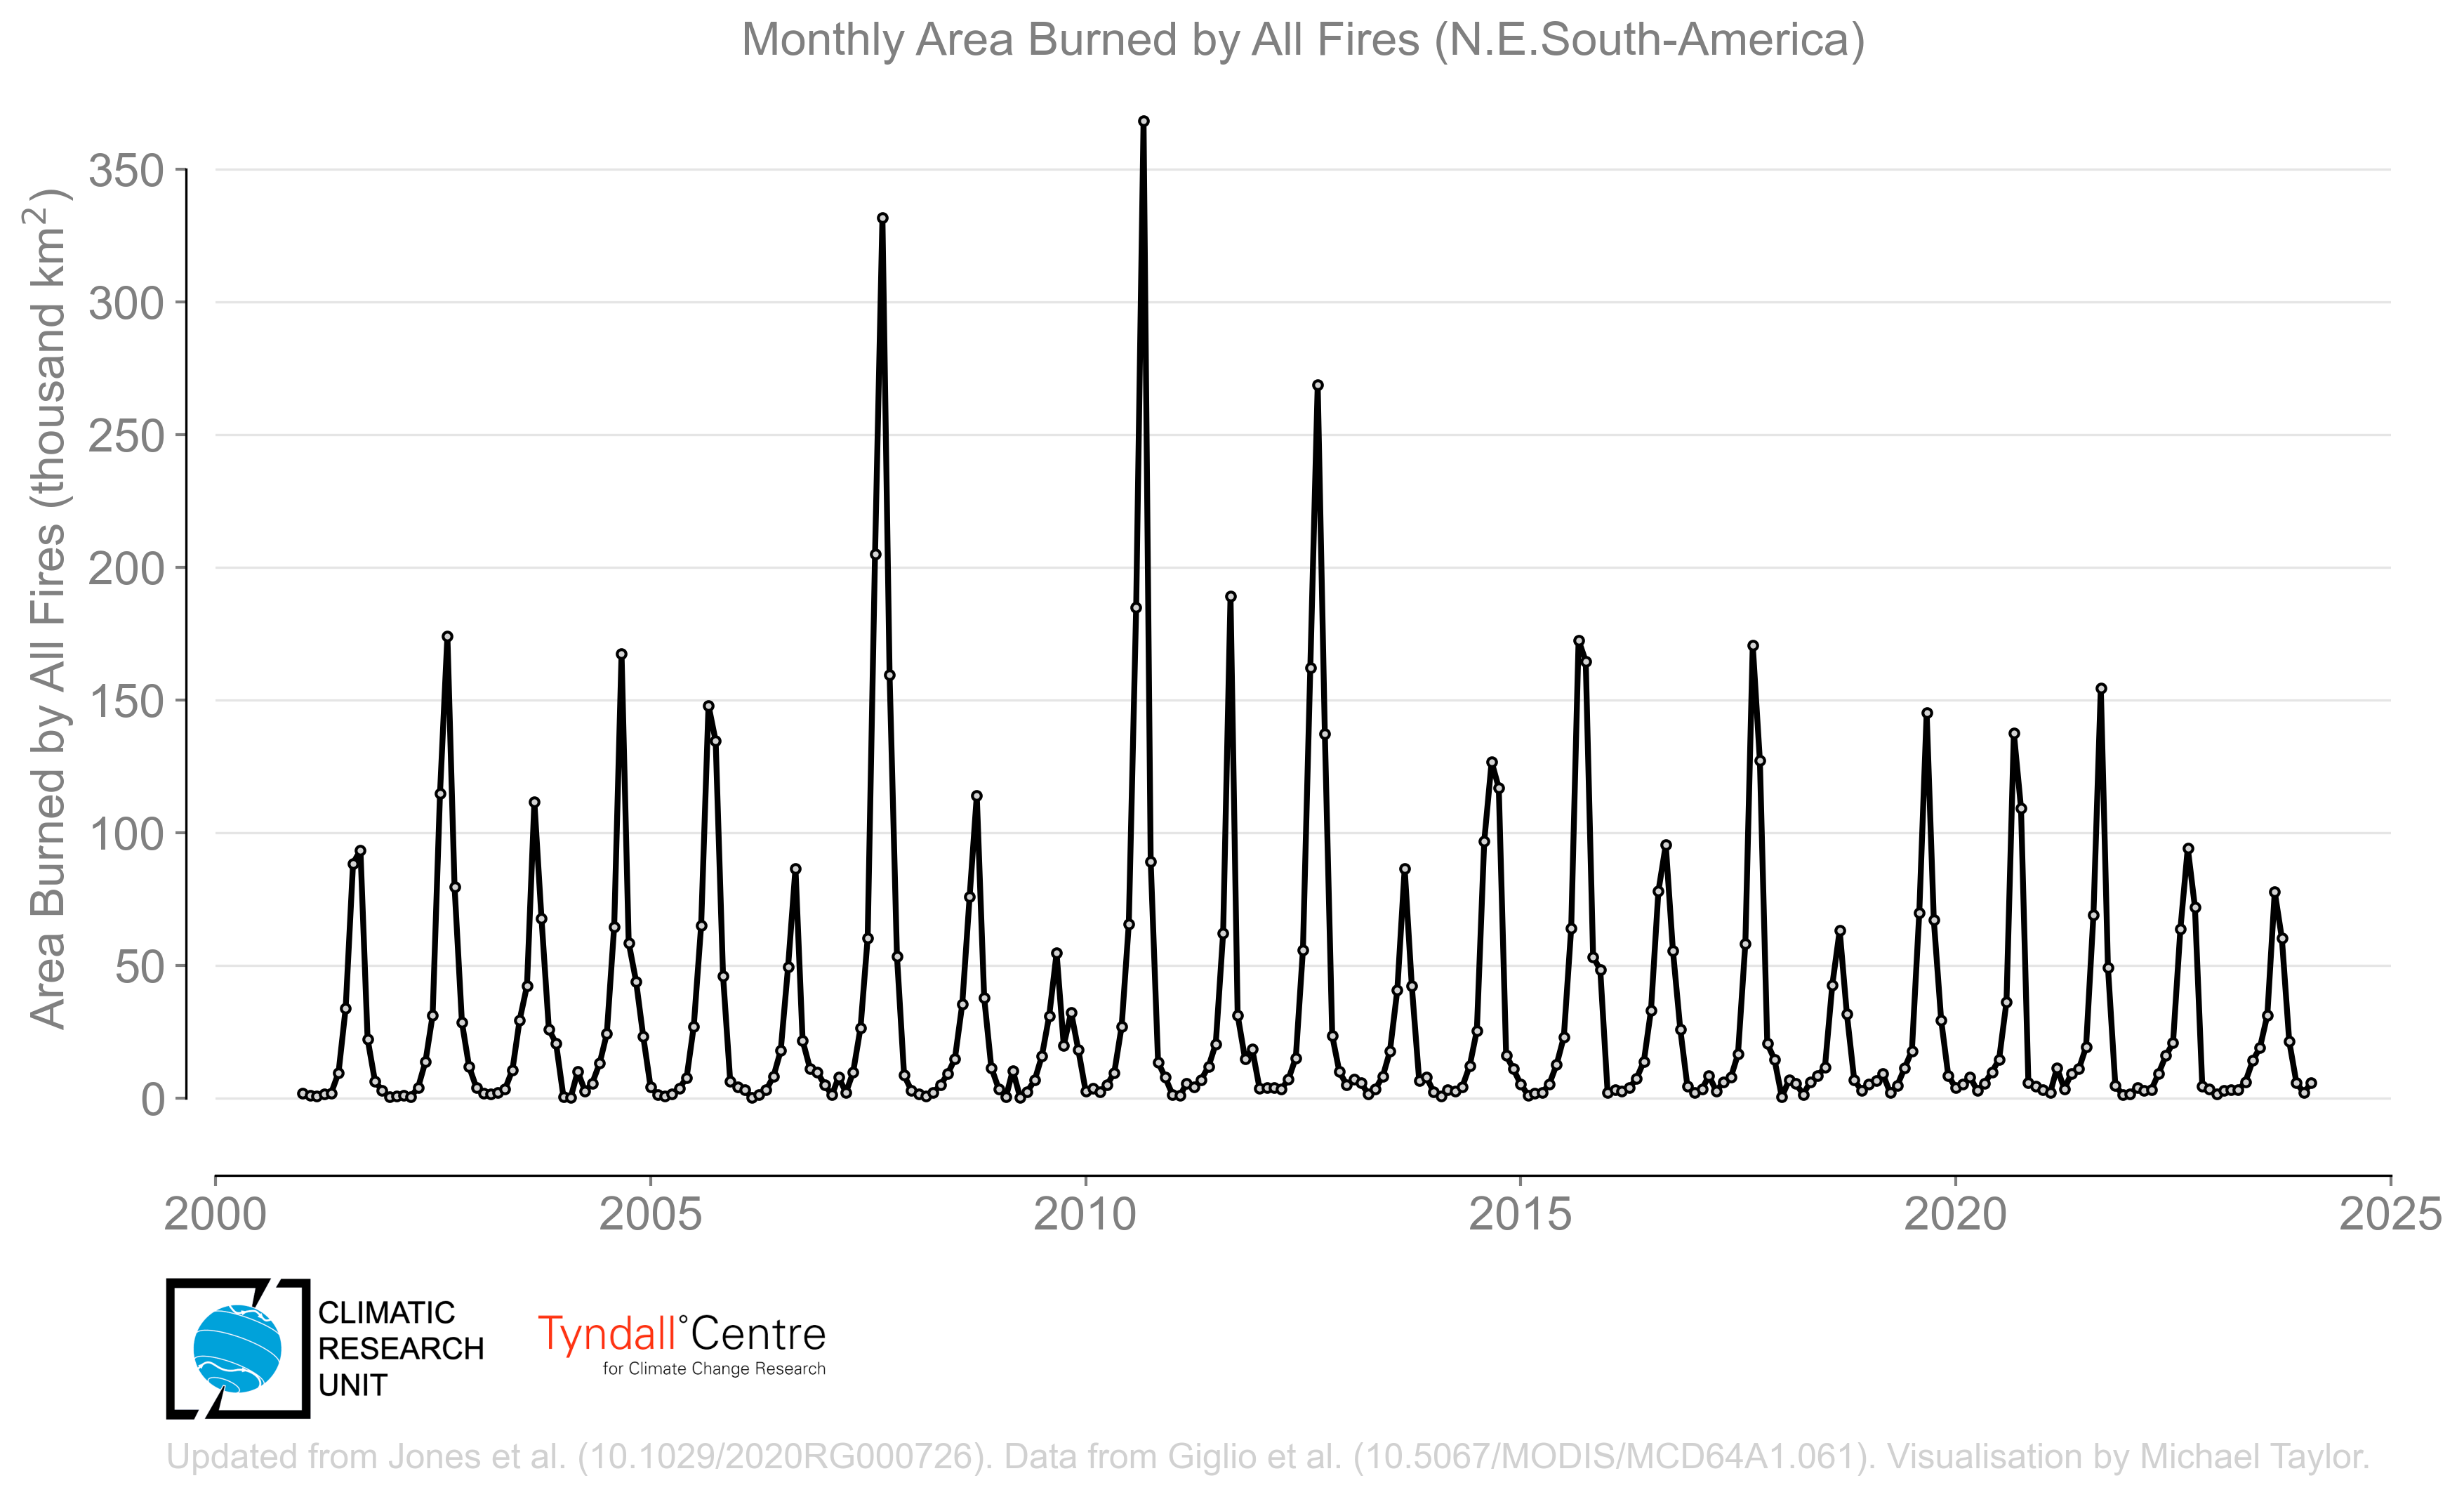 Monthly Area Burned by All Fires (N.E.South-America)
Area Burned by All Fires (thousand km²)
350
300
250
200
150
100
50
0
2000 2005 2010 2015 2020 2025
CLIMATIC
RESEARCH
UNIT
Tyndall°Centre
for Climate Change Research
Updated from Jones et al. (10.1029/2020RG000726). Data from Giglio et al. (10.5067/MODIS/MCD64A1.061). Visualisation by Michael Taylor.